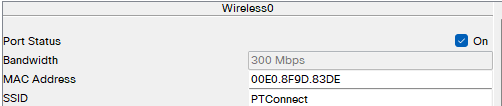 Wireless0
Port Status On
Bandwidth 300 Mbps
MAC Address 00E0.8F9D.83DE
SSID PTConnect